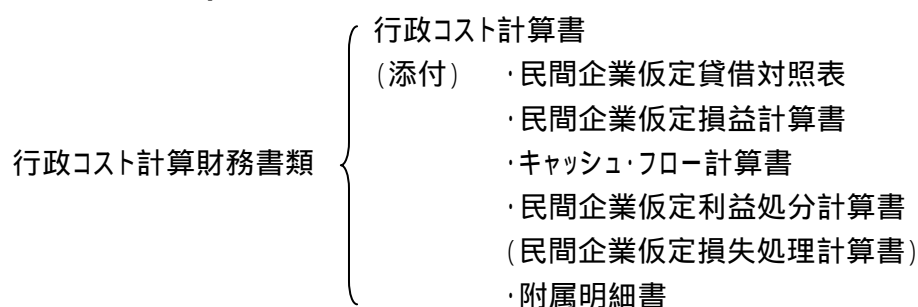 行政コスト計算書
(添付) ・民間企業仮定貸借対照表
・民間企業仮定損益計算書
行政コスト計算財務書類 ・キャッシュ・フロー計算書
・民間企業仮定利益処分計算書
(民間企業仮定損失処理計算書)
・附属明細書